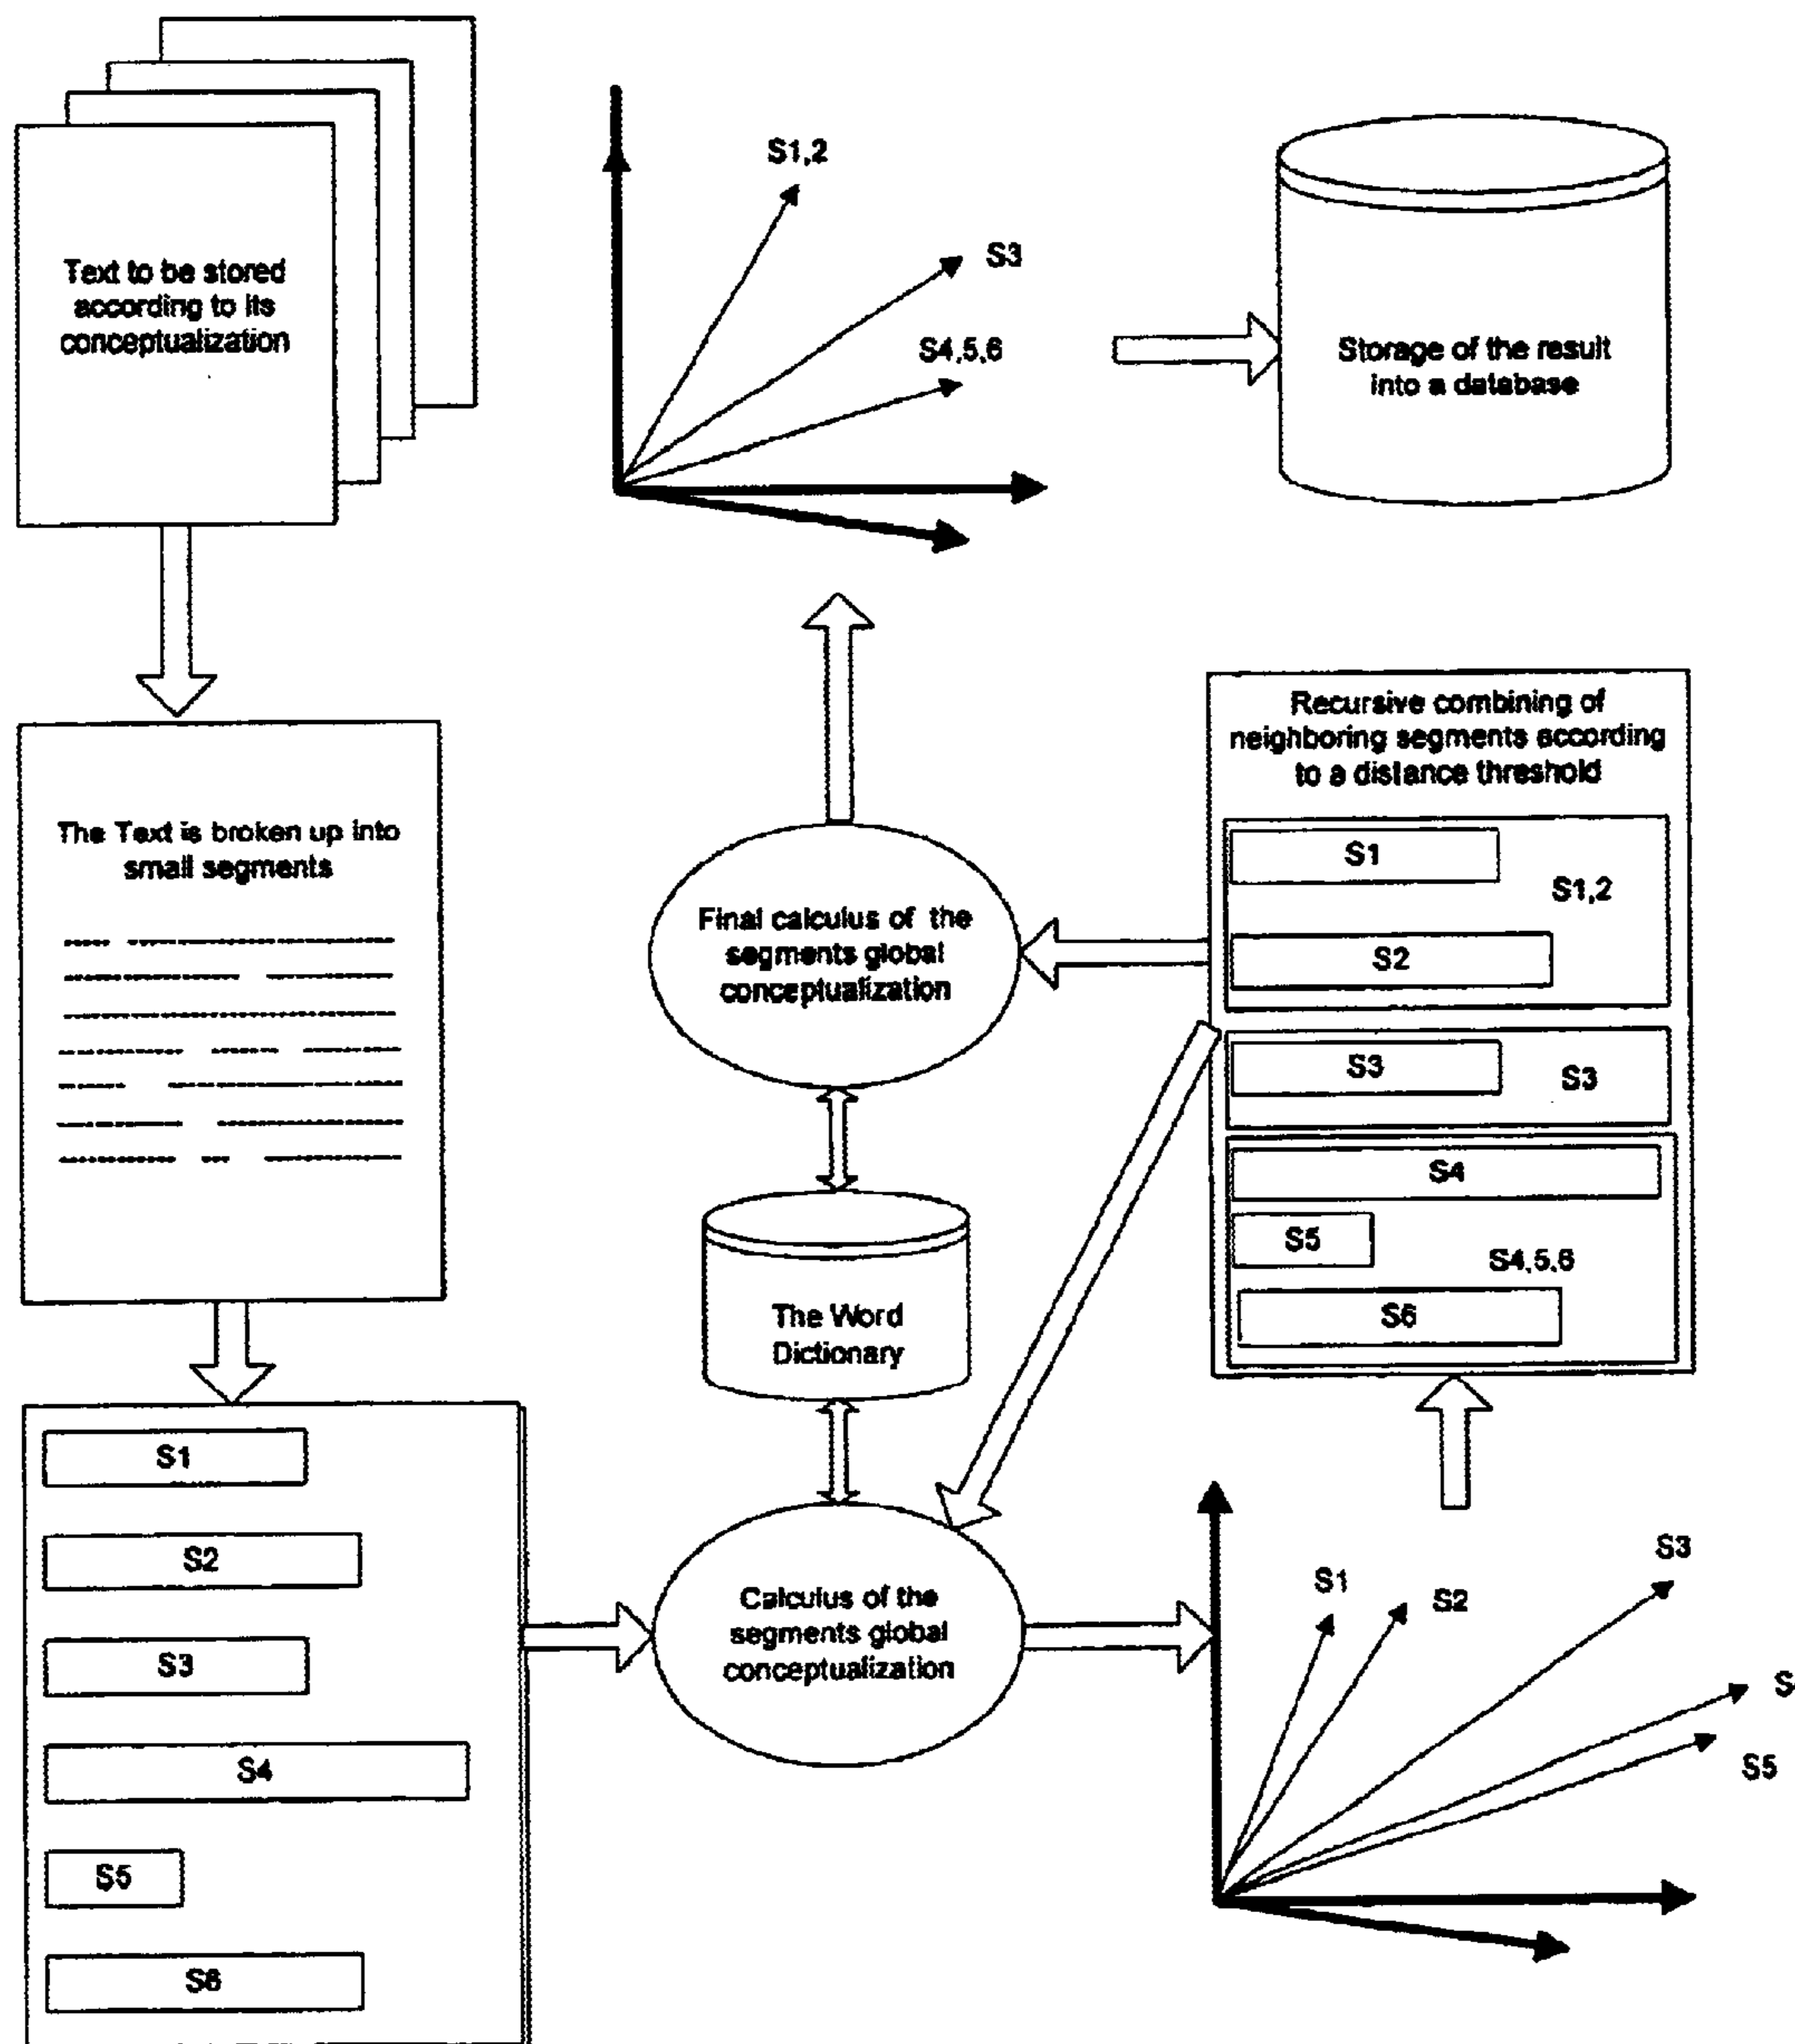 Text to be stored
according to its
conceptualization
The Text is broken up into
small segments
S1
S2
S3
S4
S5
S6
Calculus of the
segments global
conceptualization
The Word
Dictionary
S1
S2
S3
S5
Recursive combining of
neighboring segments according
to a distance threshold
S1
S1,2
S2
S3
S3
S4
S5
S4,5,6
S6
Final calculus of the
segments global
conceptualization
S1,2
S3
S4,5,6
Storage of the result
into a database